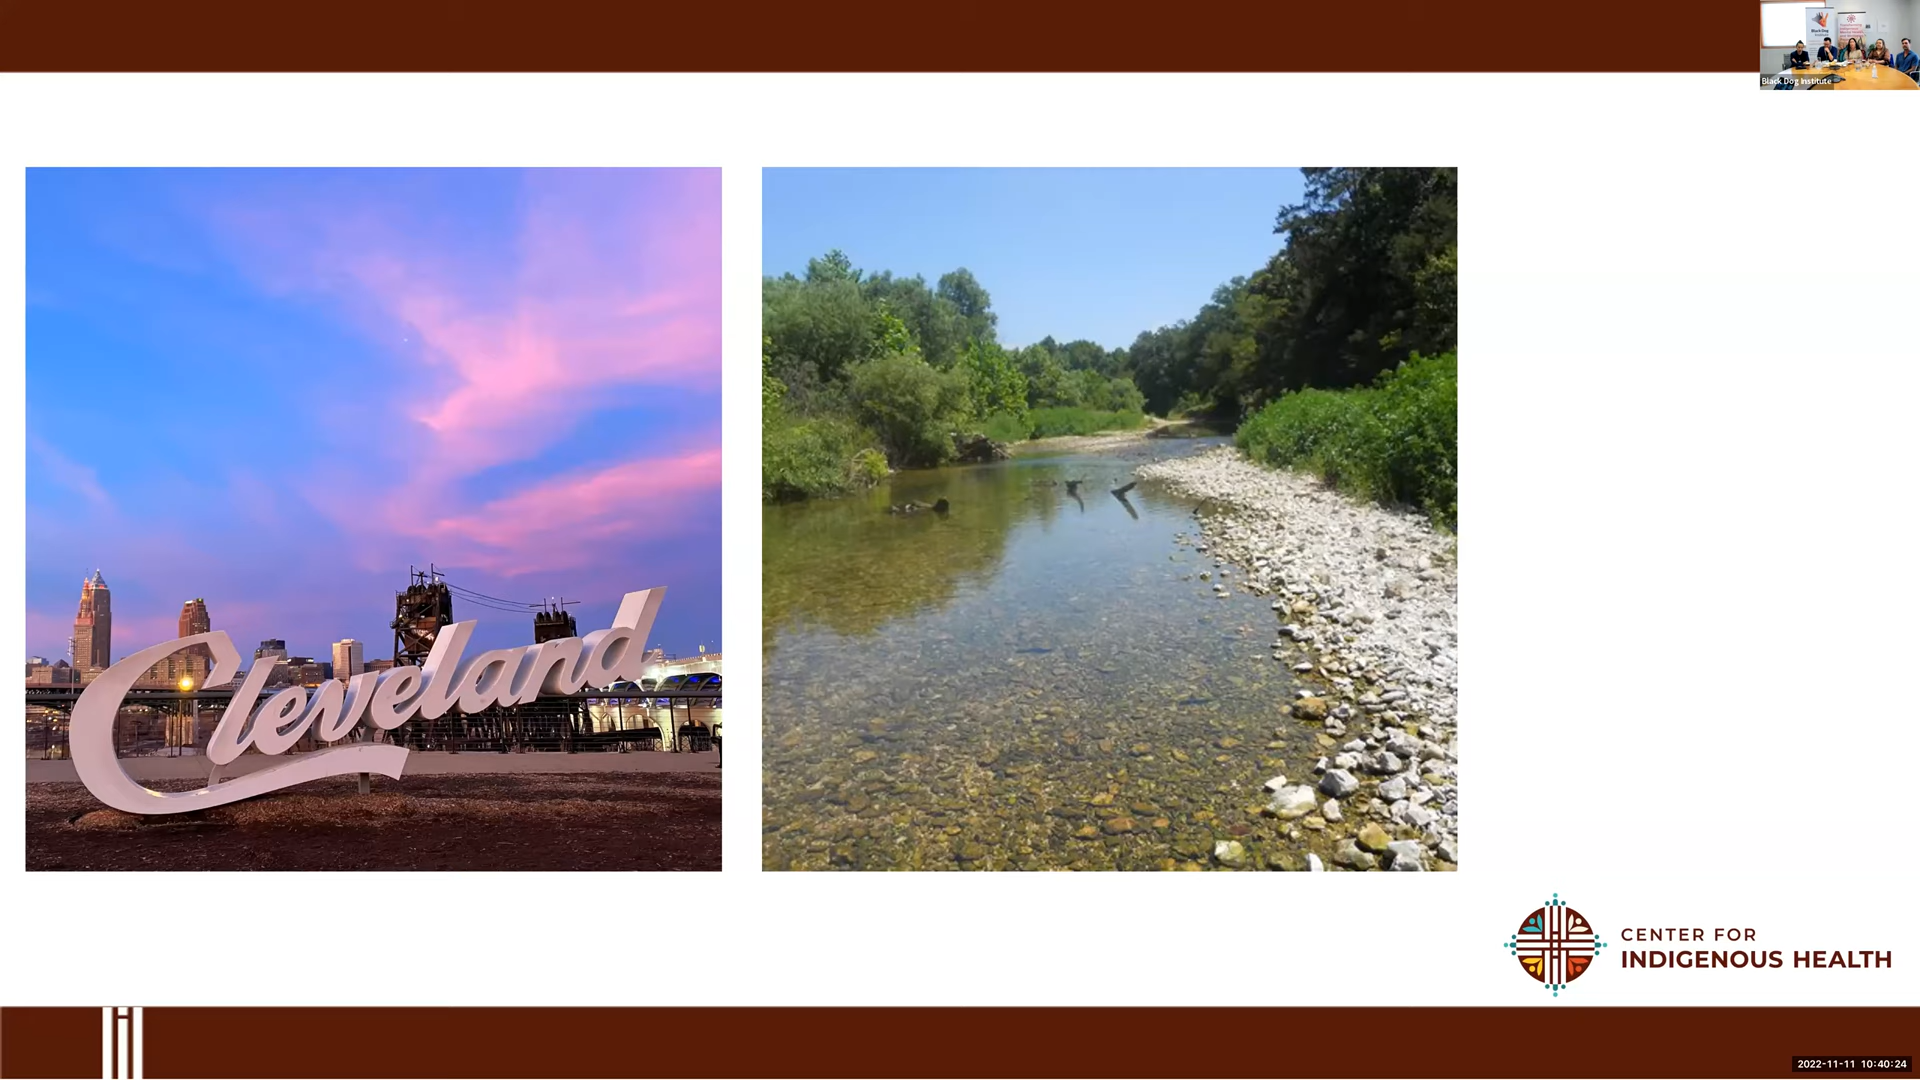 Black Dog Institute
Cleveland
CENTER FOR
INDIGENOUS HEALTH
2022-11-11 10:40:24